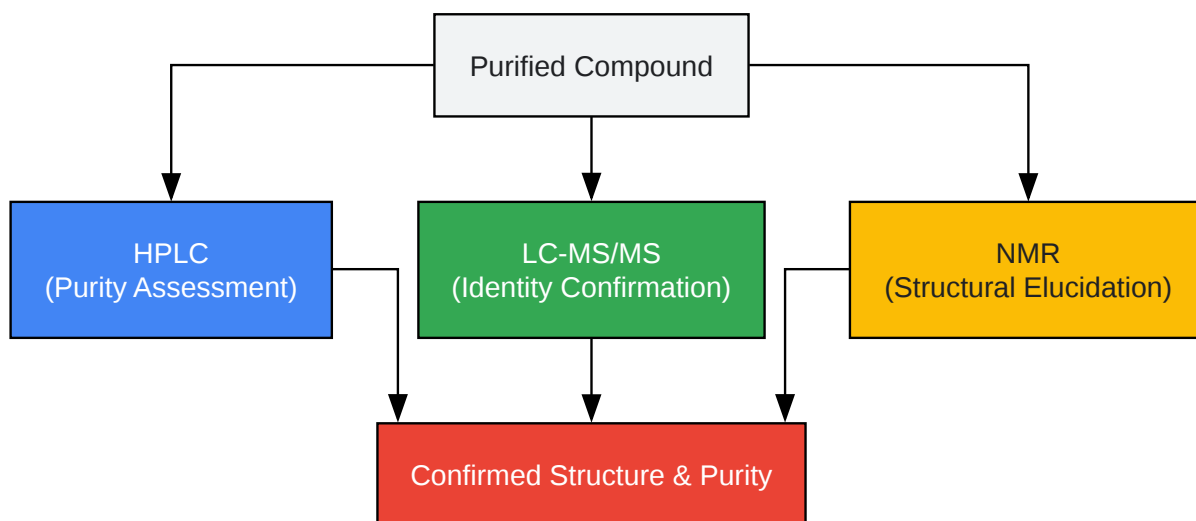 Purified Compound
HPLC
(Purity Assessment)
LC-MS/MS
(Identity Confirmation)
NMR
(Structural Elucidation)
Confirmed Structure & Purity